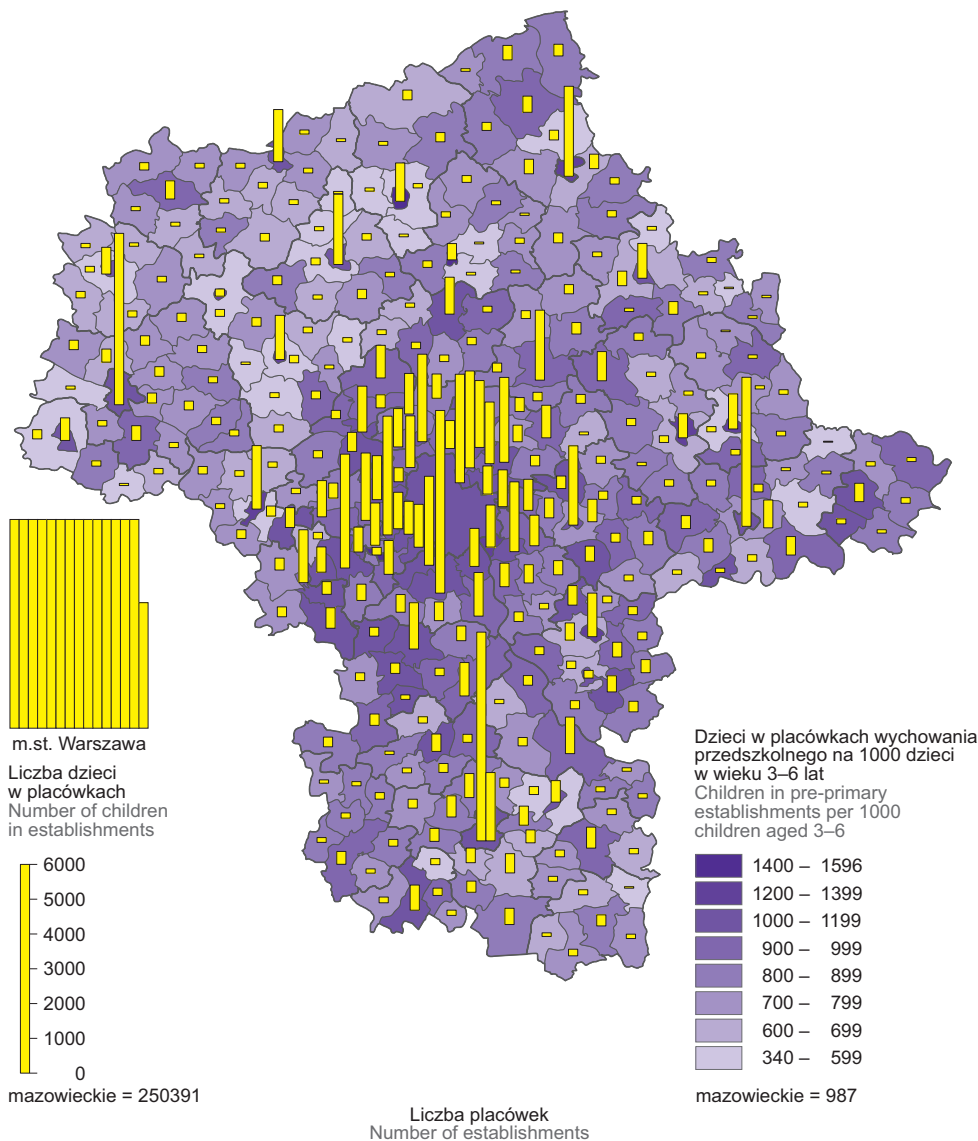 m.st. Warszawa
Liczba dzieci
w placówkach
Number of children
in establishments
6000
5000
4000
3000
2000
1000
0
mazowieckie = 250391
Dzieci w placówkach wychowania
przedszkolnego na 1000 dzieci
w wieku 3–6 lat
Children in pre-primary
establishments per 1000
children aged 3–6
1400 – 1596
1200 – 1399
1000 – 1199
900 – 999
800 – 899
700 – 799
600 – 699
340 – 599
mazowieckie = 987
Liczba placówek
Number of establishments